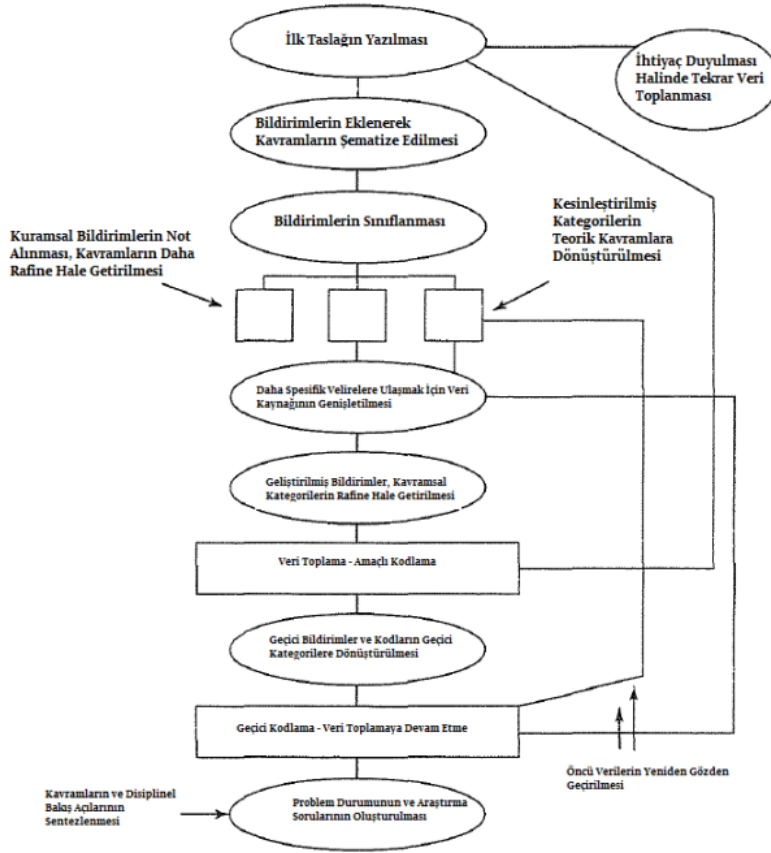 İlk Taslağın Yazılması
İhtiyaç Duyulması
Halinde Tekrar Veri
Toplanması
Bildirimlerin Eklenerek
Kavramların Şematize Edilmesi
Bildirimlerin Sınıflanması
Kuramsal Bildirimlerin Not
Alınması, Kavramların Daha
Rafine Hale Getirilmesi
Kesinleştirilmiş
Kategorilerin
Teorik Kavramlara
Dönüştürülmesi
Daha Spesifik Velirelere Ulaşmak İçin Veri
Kaynağının Genişletilmesi
Geliştirilmiş Bildirimler, Kavramsal
Kategorilerin Rafine Hale Getirilmesi
Veri Toplama - Amaçlı Kodlama
Geçici Bildirimler ve Kodların Geçici
Kategorilere Dönüştürülmesi
Geçici Kodlama - Veri Toplamaya Devam Etme
Öncü Verilerin Yeniden Gözden
Geçirilmesi
Kavramların ve Disiplinel
Bakış Açılarının
Sentezlenmesi
Problem Durumunun ve Araştırma
Sorularının Oluşturulması